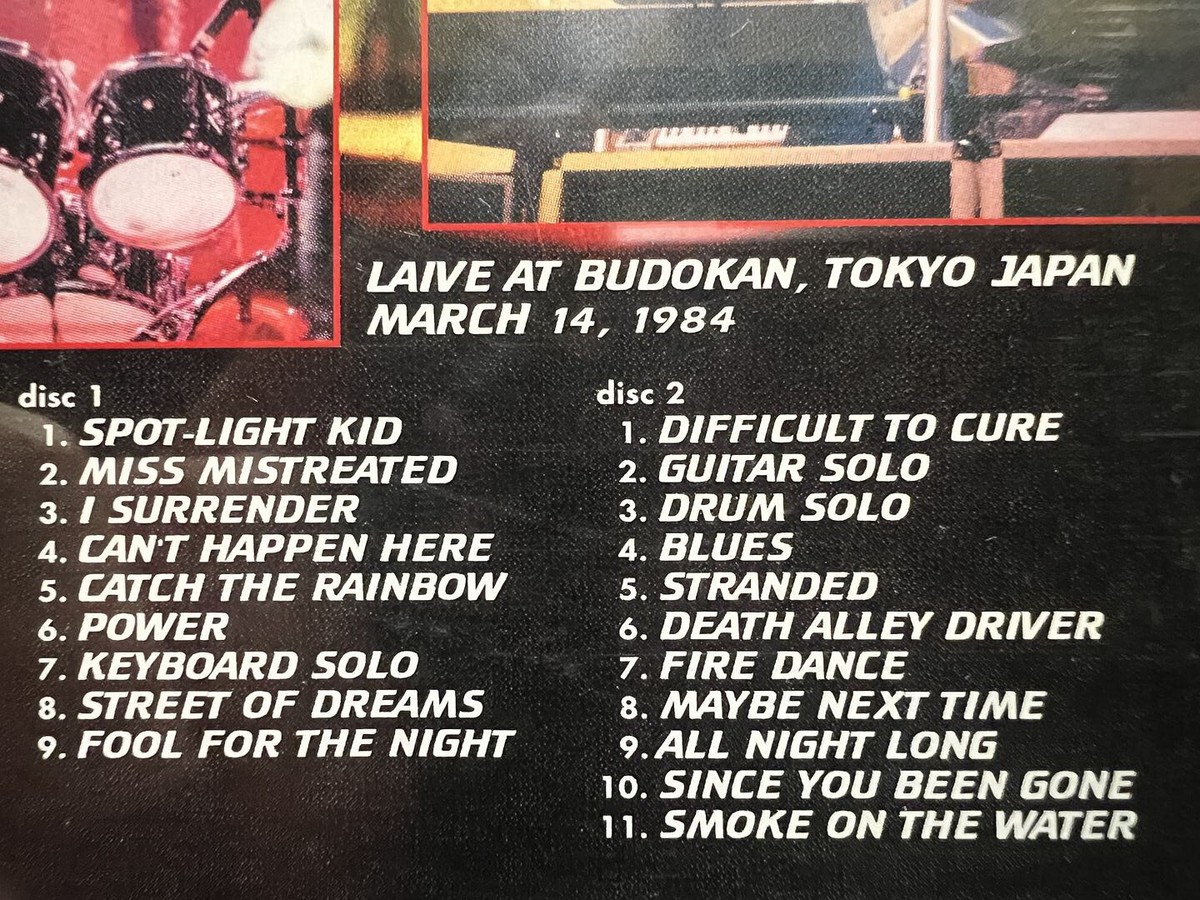 LAIVE AT BUDOKAN, TOKYO JAPAN
MARCH 14, 1984
disc 1
1. SPOT-LIGHT KID
2. MISS MISTREATED
3. I SURRENDER
4. CAN'T HAPPEN HERE
5. CATCH THE RAINBOW
6. POWER
7. KEYBOARD SOLO
8. STREET OF DREAMS
9. FOOL FOR THE NIGHT
disc 2
1. DIFFICULT TO CURE
2. GUITAR SOLO
3. DRUM SOLO
4. BLUES
5. STRANDED
6. DEATH ALLEY DRIVER
7. FIRE DANCE
8. MAYBE NEXT TIME
9. ALL NIGHT LONG
10. SINCE YOU BEEN GONE
11. SMOKE ON THE WATER